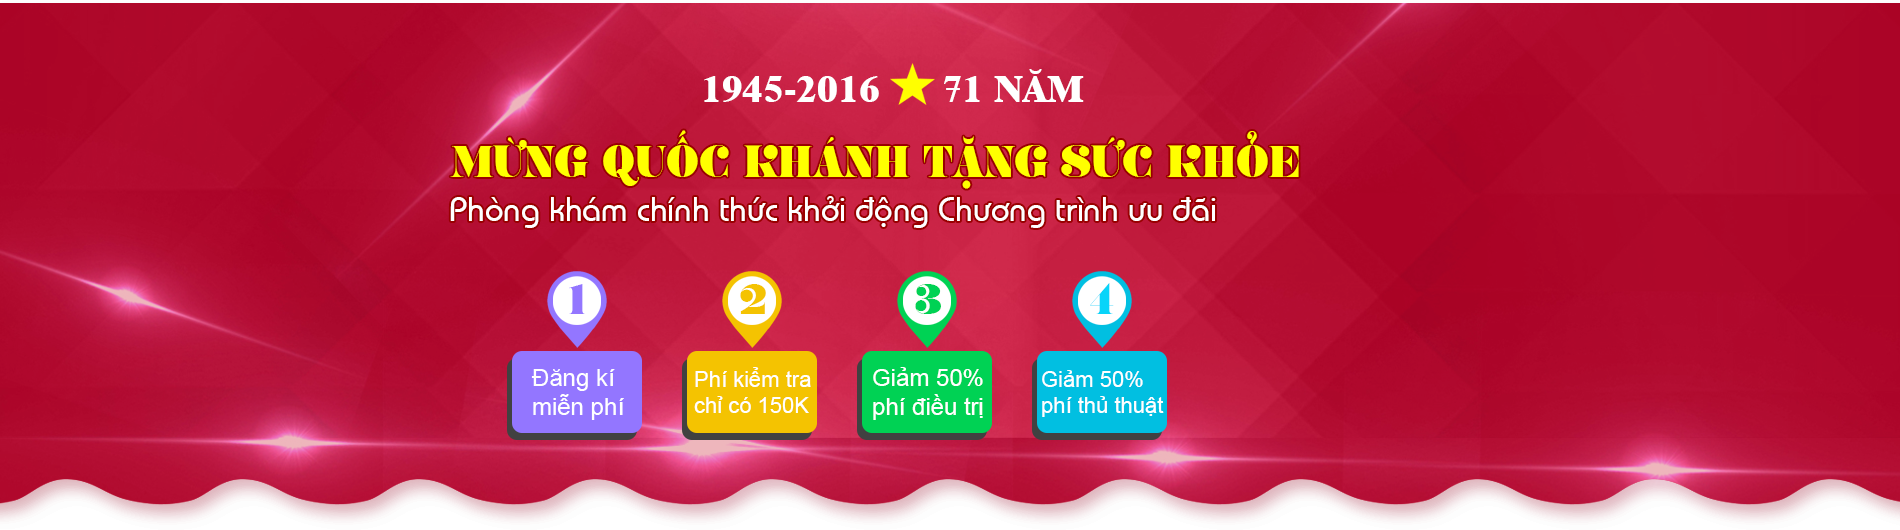 1945-2016 ★ 71 NĂM
MỪNG QUỐC KHÁNH TẶNG SỨC KHỎE
Phòng khám chính thức khởi động Chương trình ưu đãi
1
2
3
4
Đăng kí
miễn phí
Phí kiểm tra
chỉ có 150K
Giảm 50%
phí điều trị
Giảm 50%
phí thủ thuật